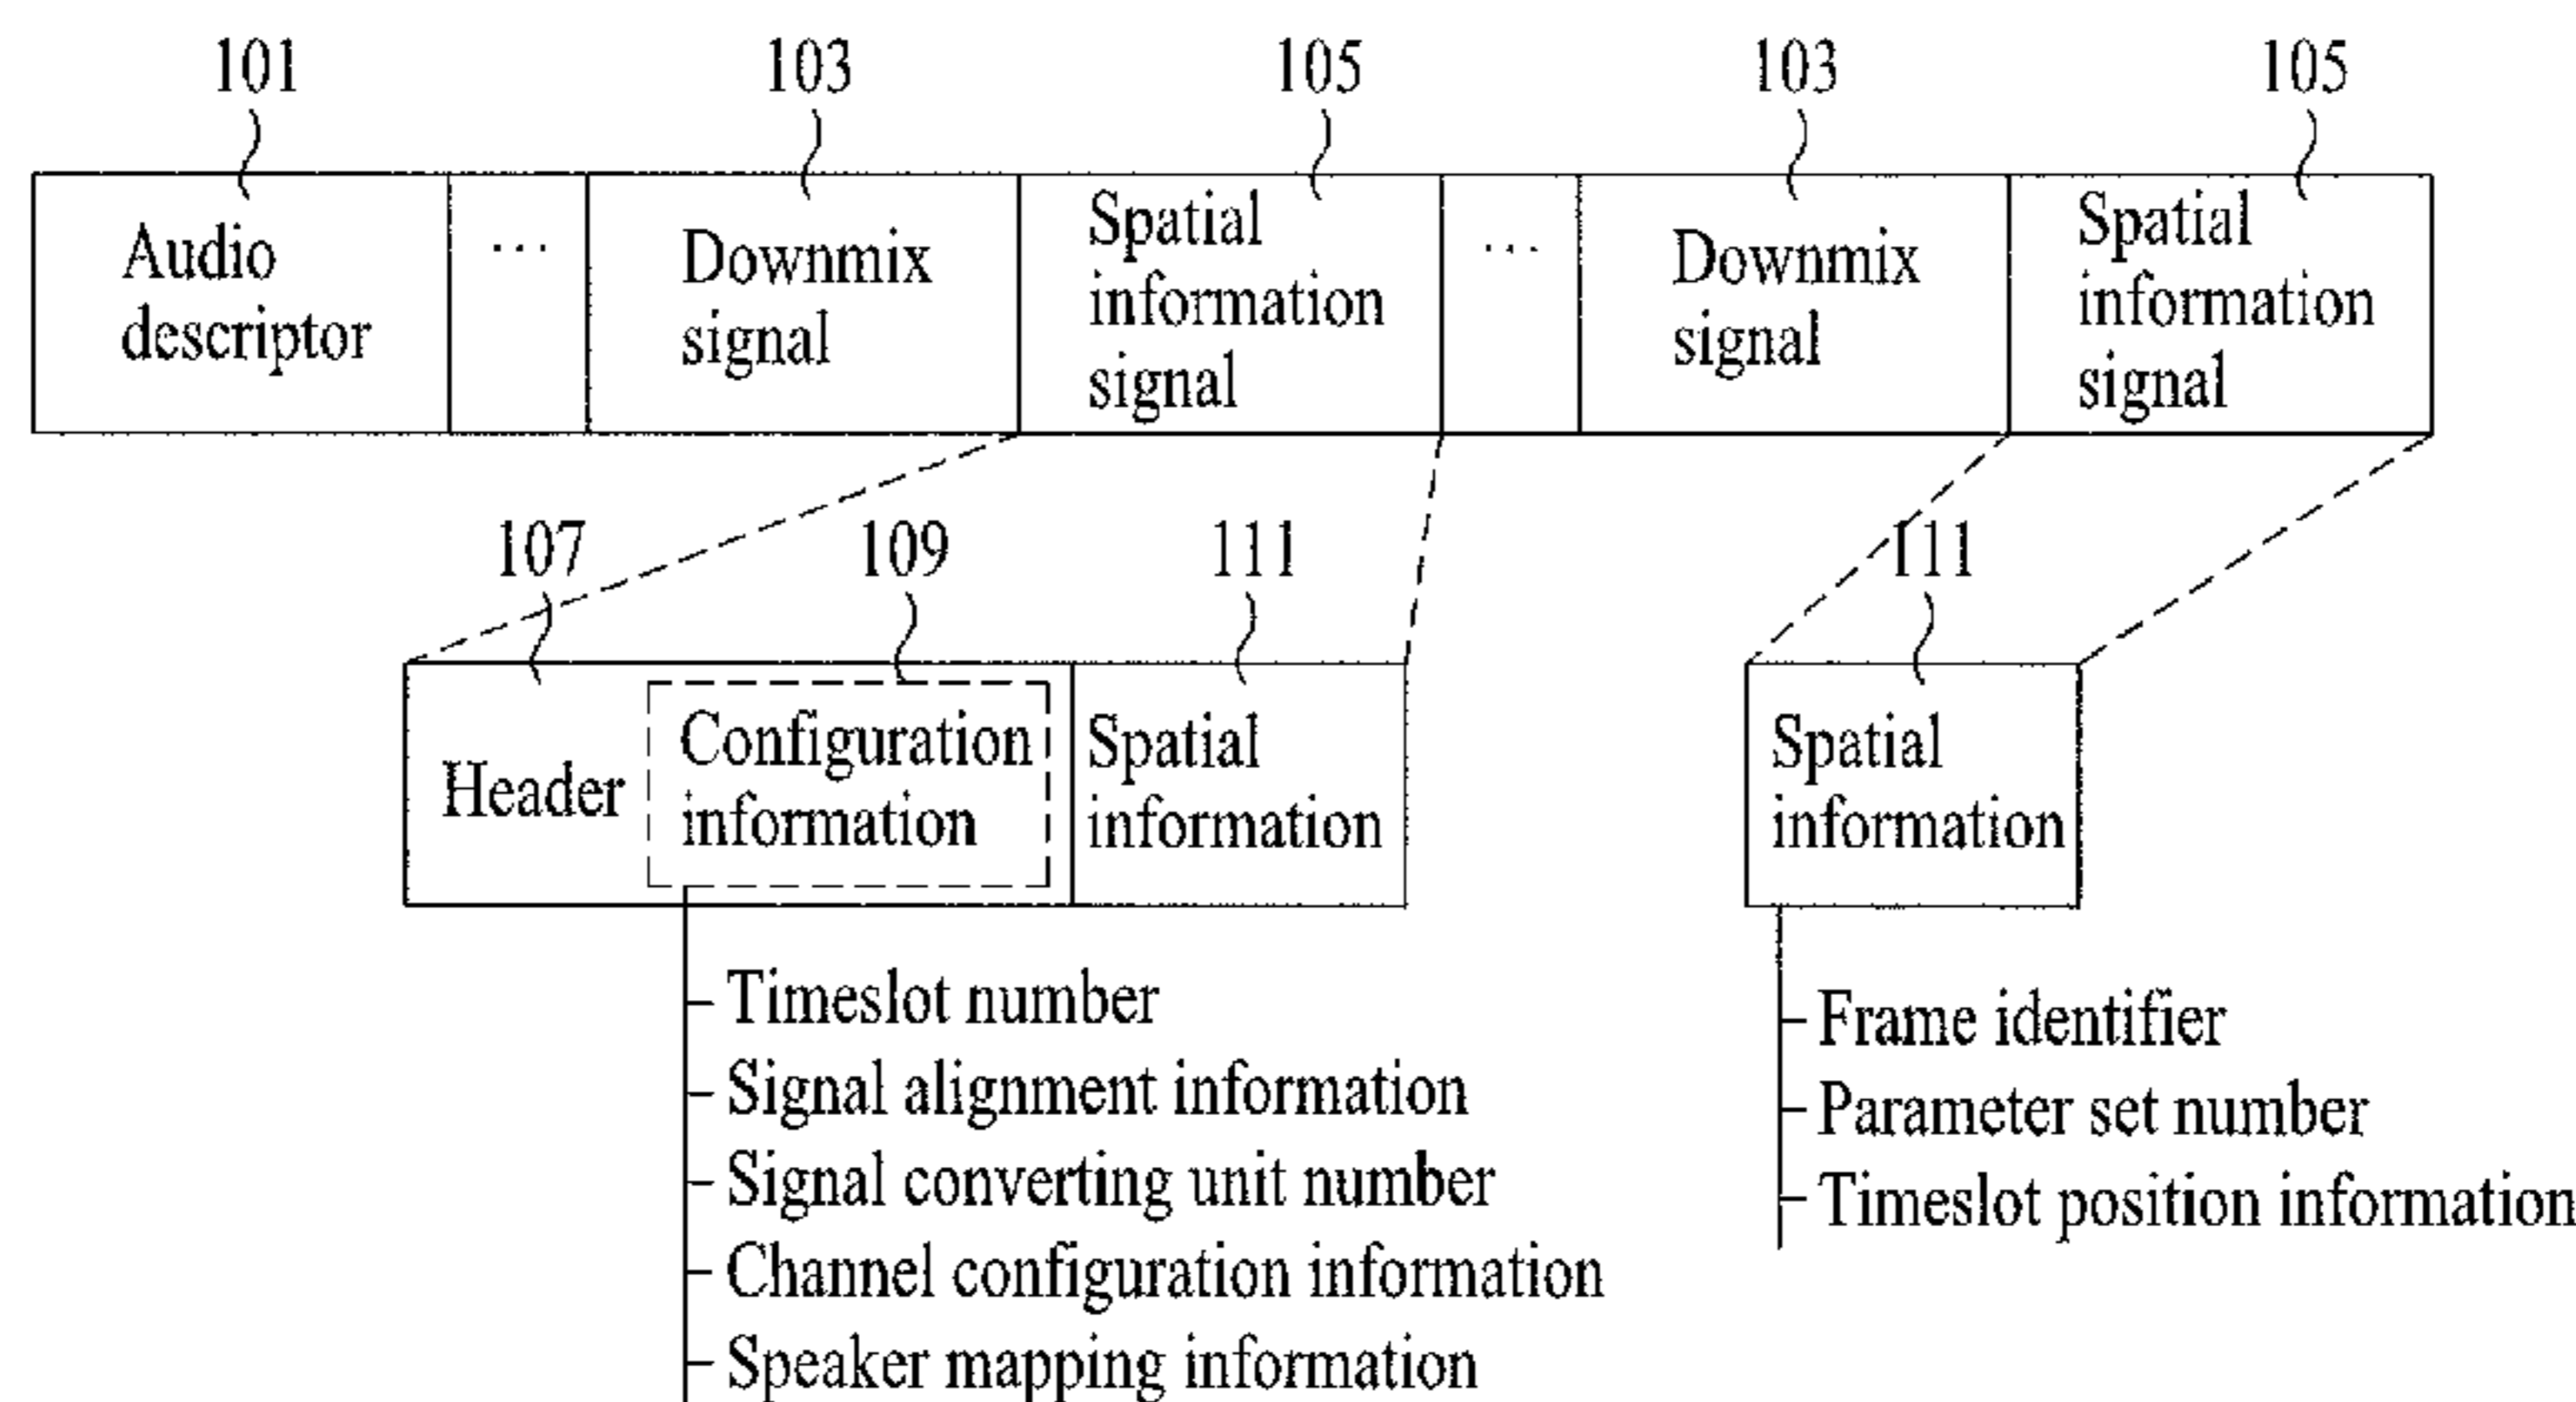 101 103 105 103 105
Audio
descriptor
...
Downmix
signal
Spatial
information
signal
...
Downmix
signal
Spatial
information
signal
107 109 111 111
Header
Configuration
information
Spatial
information
Spatial
information
Timeslot number
Signal alignment information
Signal converting unit number
Channel configuration information
Speaker mapping information
Frame identifier
Parameter set number
Timeslot position information